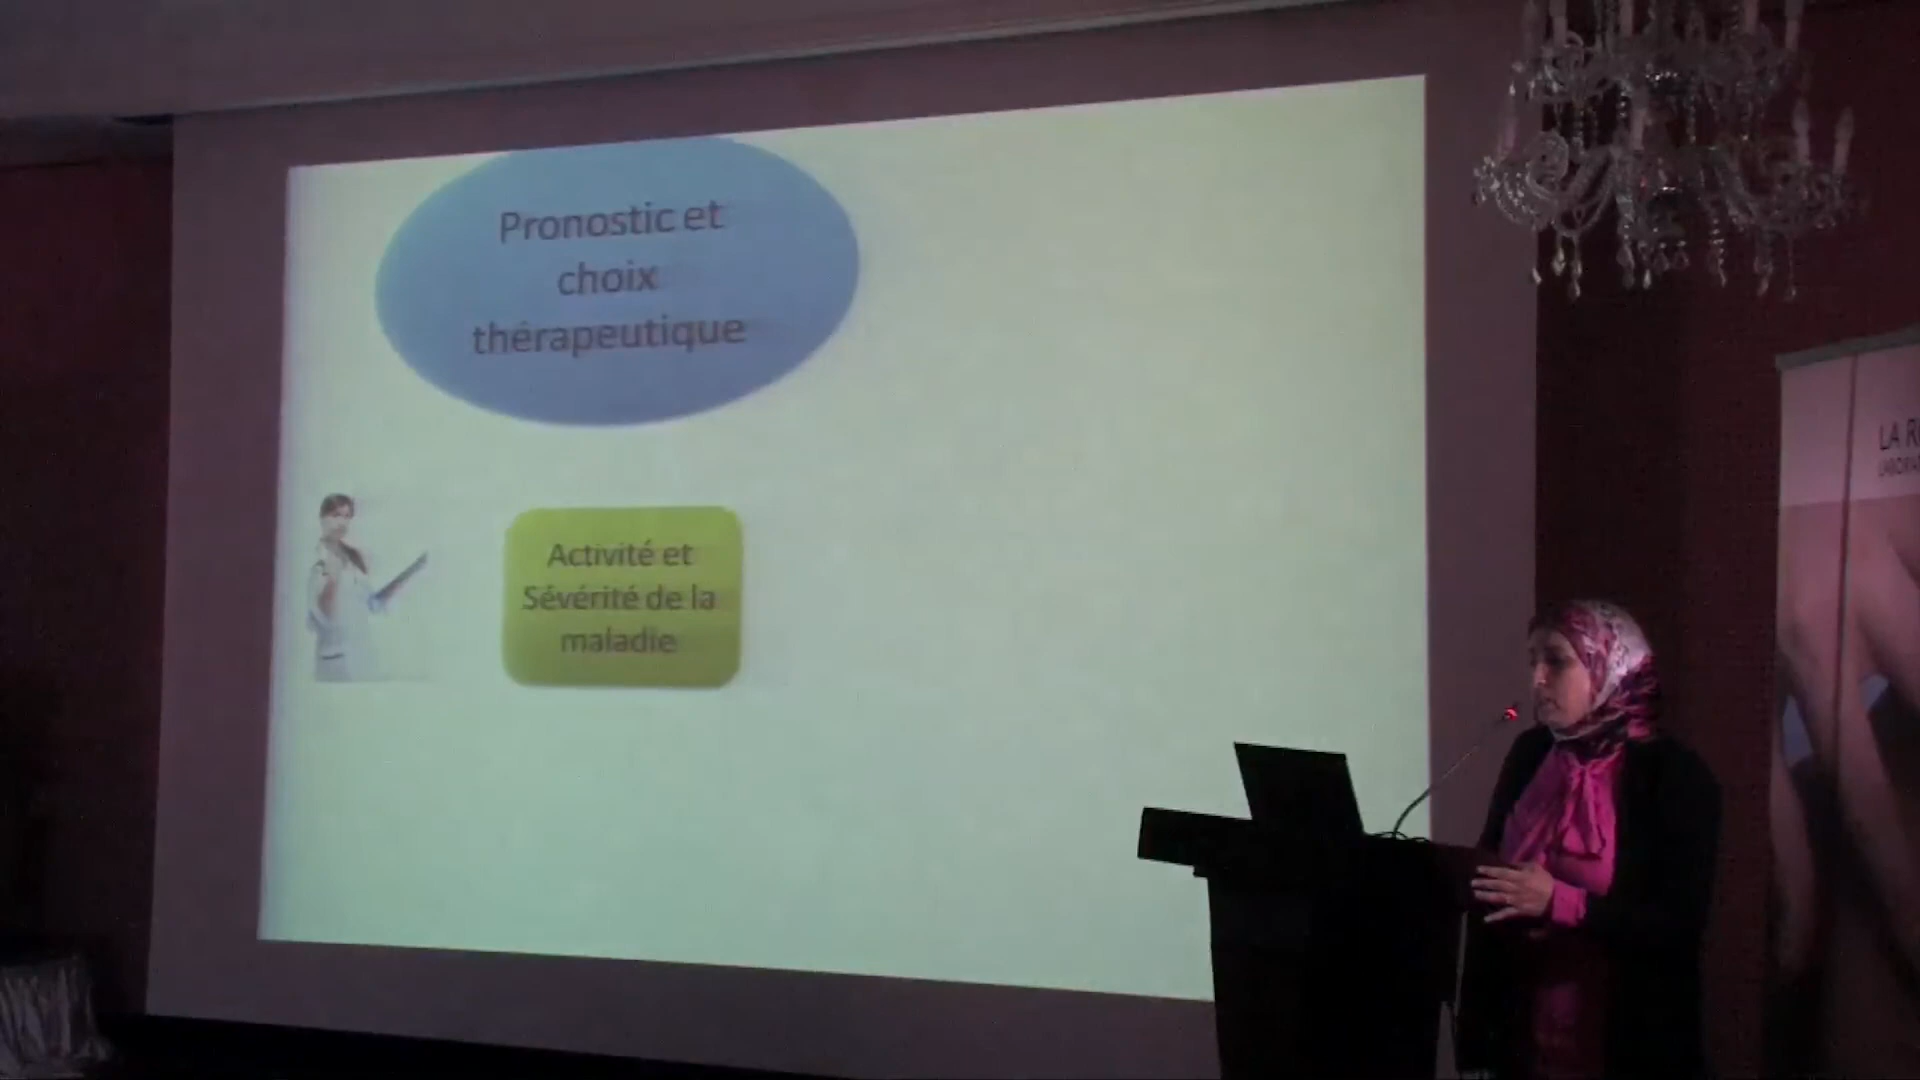 Pronostic et
choix
thérapeutique
Activité et
Sévérité de la
maladie
LA